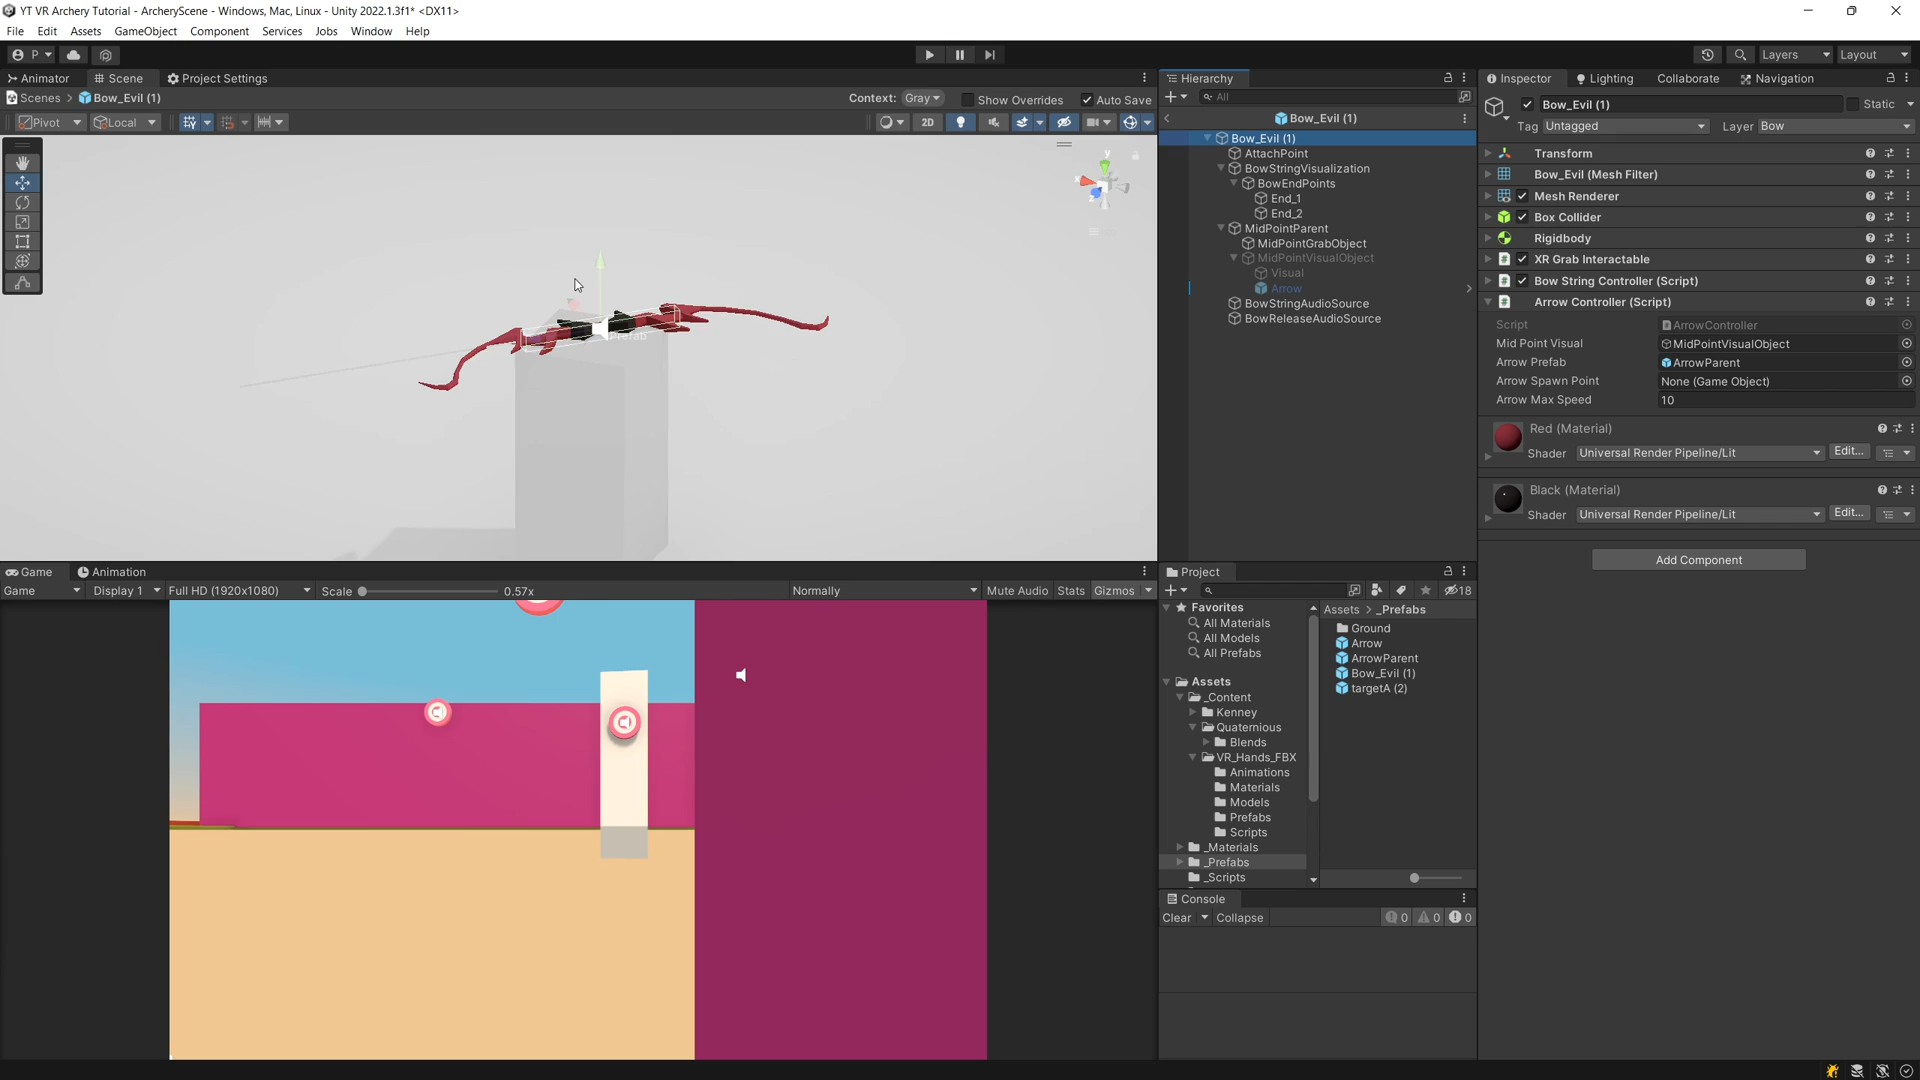 YT VR Archery Tutorial - ArcheryScene - Windows, Mac, Linux - Unity 2022.1.3f1* <DX11>
File Edit Assets GameObject Component Services Jobs Window Help
P Layers Layout
Animator Scene Project Settings
Scenes > Bow_Evil (1) Context: Gray Show Overrides Auto Save
Pivot Local 2D
y
x
z
Prefab
Hierarchy
All
Bow_Evil (1)
Bow_Evil (1)
AttachPoint
BowStringVisualization
BowEndPoints
End_1
End_2
MidPointParent
MidPointGrabObject
MidPointVisualObject
Visual
Arrow
BowStringAudioSource
BowReleaseAudioSource
Inspector Lighting Collaborate Navigation
Bow_Evil (1) Static
Tag Untagged Layer Bow
Transform
Bow_Evil (Mesh Filter)
Mesh Renderer
Box Collider
Rigidbody
XR Grab Interactable
Bow String Controller (Script)
Arrow Controller (Script)
Script ArrowController
Mid Point Visual MidPointVisualObject
Arrow Prefab ArrowParent
Arrow Spawn Point None (Game Object)
Arrow Max Speed 10
Red (Material)
Shader Universal Render Pipeline/Lit Edit...
Black (Material)
Shader Universal Render Pipeline/Lit Edit...
Add Component
Game Animation
Game Display 1 Full HD (1920x1080) Scale 0.57x Normally Mute Audio Stats Gizmos
Project
18
Favorites
All Materials
All Models
All Prefabs
Assets
_Content
Kenney
Quaternious
Blends
VR_Hands_FBX
Animations
Materials
Models
Prefabs
Scripts
_Materials
_Prefabs
_Scripts
Assets > _Prefabs
Ground
Arrow
ArrowParent
Bow_Evil (1)
targetA (2)
Console
Clear Collapse 0 0 0